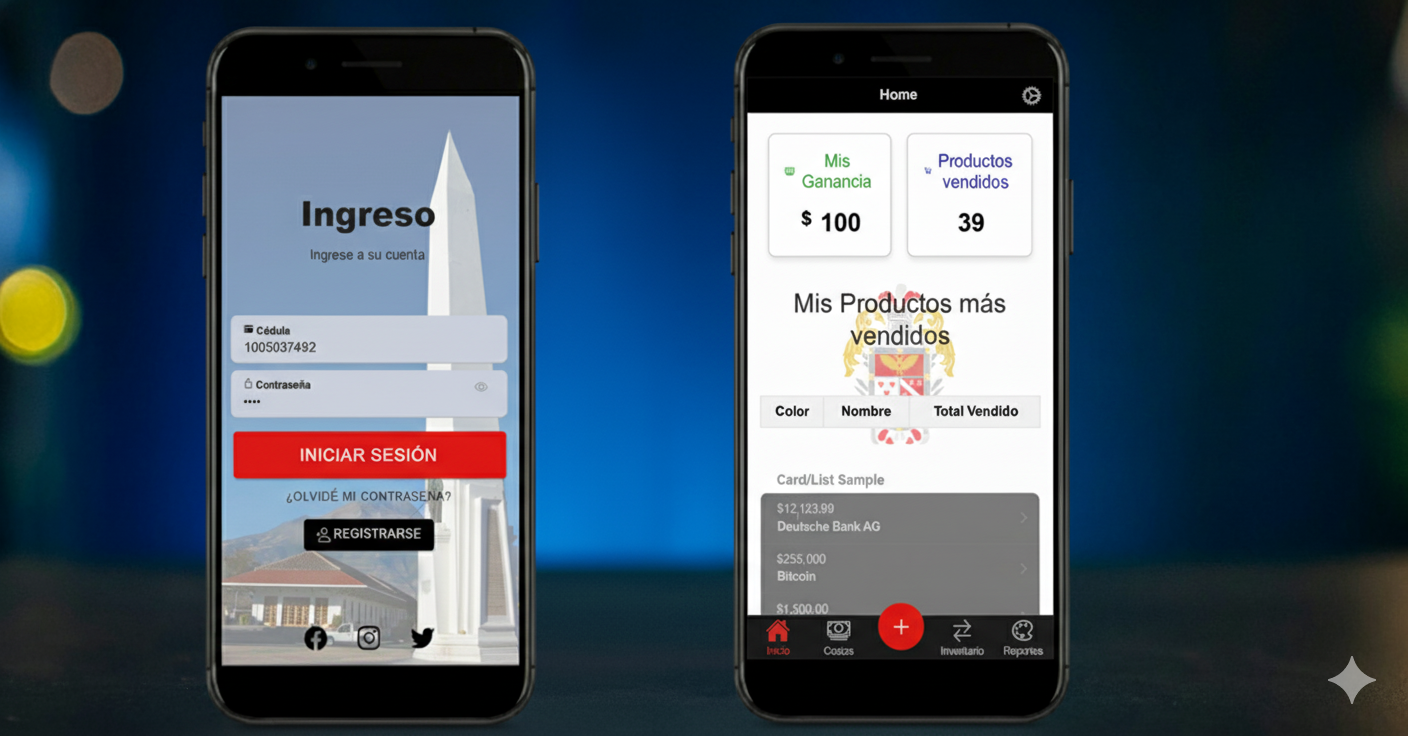 Ingreso
Ingrese a su cuenta
Cédula
1005037492
Contraseña
••••
INICIAR SESIÓN
¿OLVIDÉ MI CONTRASEÑA?
REGISTRARSE
Home
Mis
Ganancia
$ 100
Productos
vendidos
39
Mis Productos más
vendidos
Color Nombre Total Vendido
Card/List Sample
$12,123.99
Deutsche Bank AG
$255,000
Bitcoin
$1,500.00
Inicio Costos Inventario Reportes